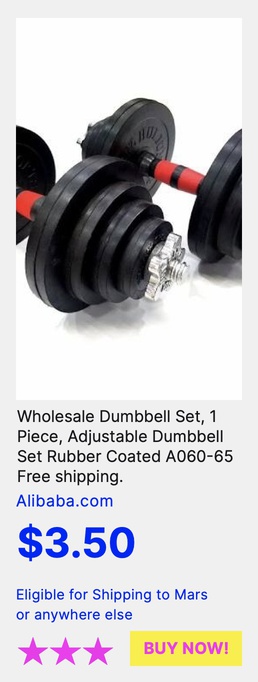 Wholesale Dumbbell Set, 1
Piece, Adjustable Dumbbell
Set Rubber Coated A060-65
Free shipping.
Alibaba.com
$3.50
Eligible for Shipping to Mars
or anywhere else
BUY NOW!